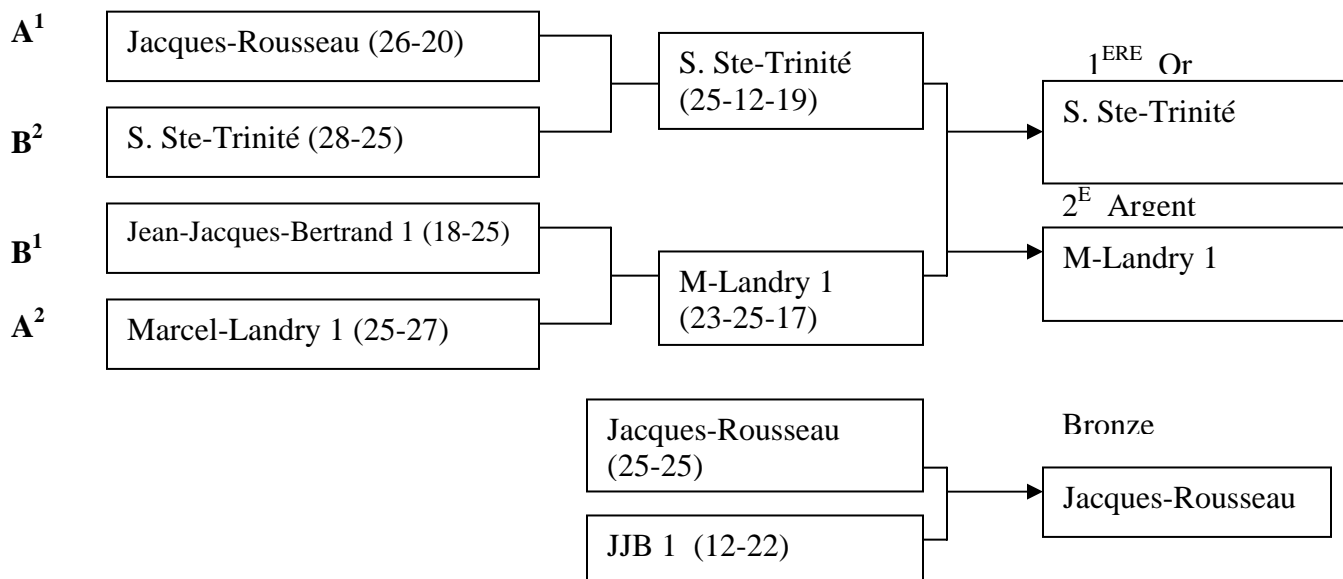 A¹
Jacques-Rousseau (26-20)
B²
S. Ste-Trinité (28-25)
B¹
Jean-Jacques-Bertrand 1 (18-25)
A²
Marcel-Landry 1 (25-27)
S. Ste-Trinité
(25-12-19)
M-Landry 1
(23-25-17)
1ᴱᴿᴱ Or
S. Ste-Trinité
2ᴱ Argent
M-Landry 1
Jacques-Rousseau
(25-25)
JJB 1 (12-22)
Bronze
Jacques-Rousseau